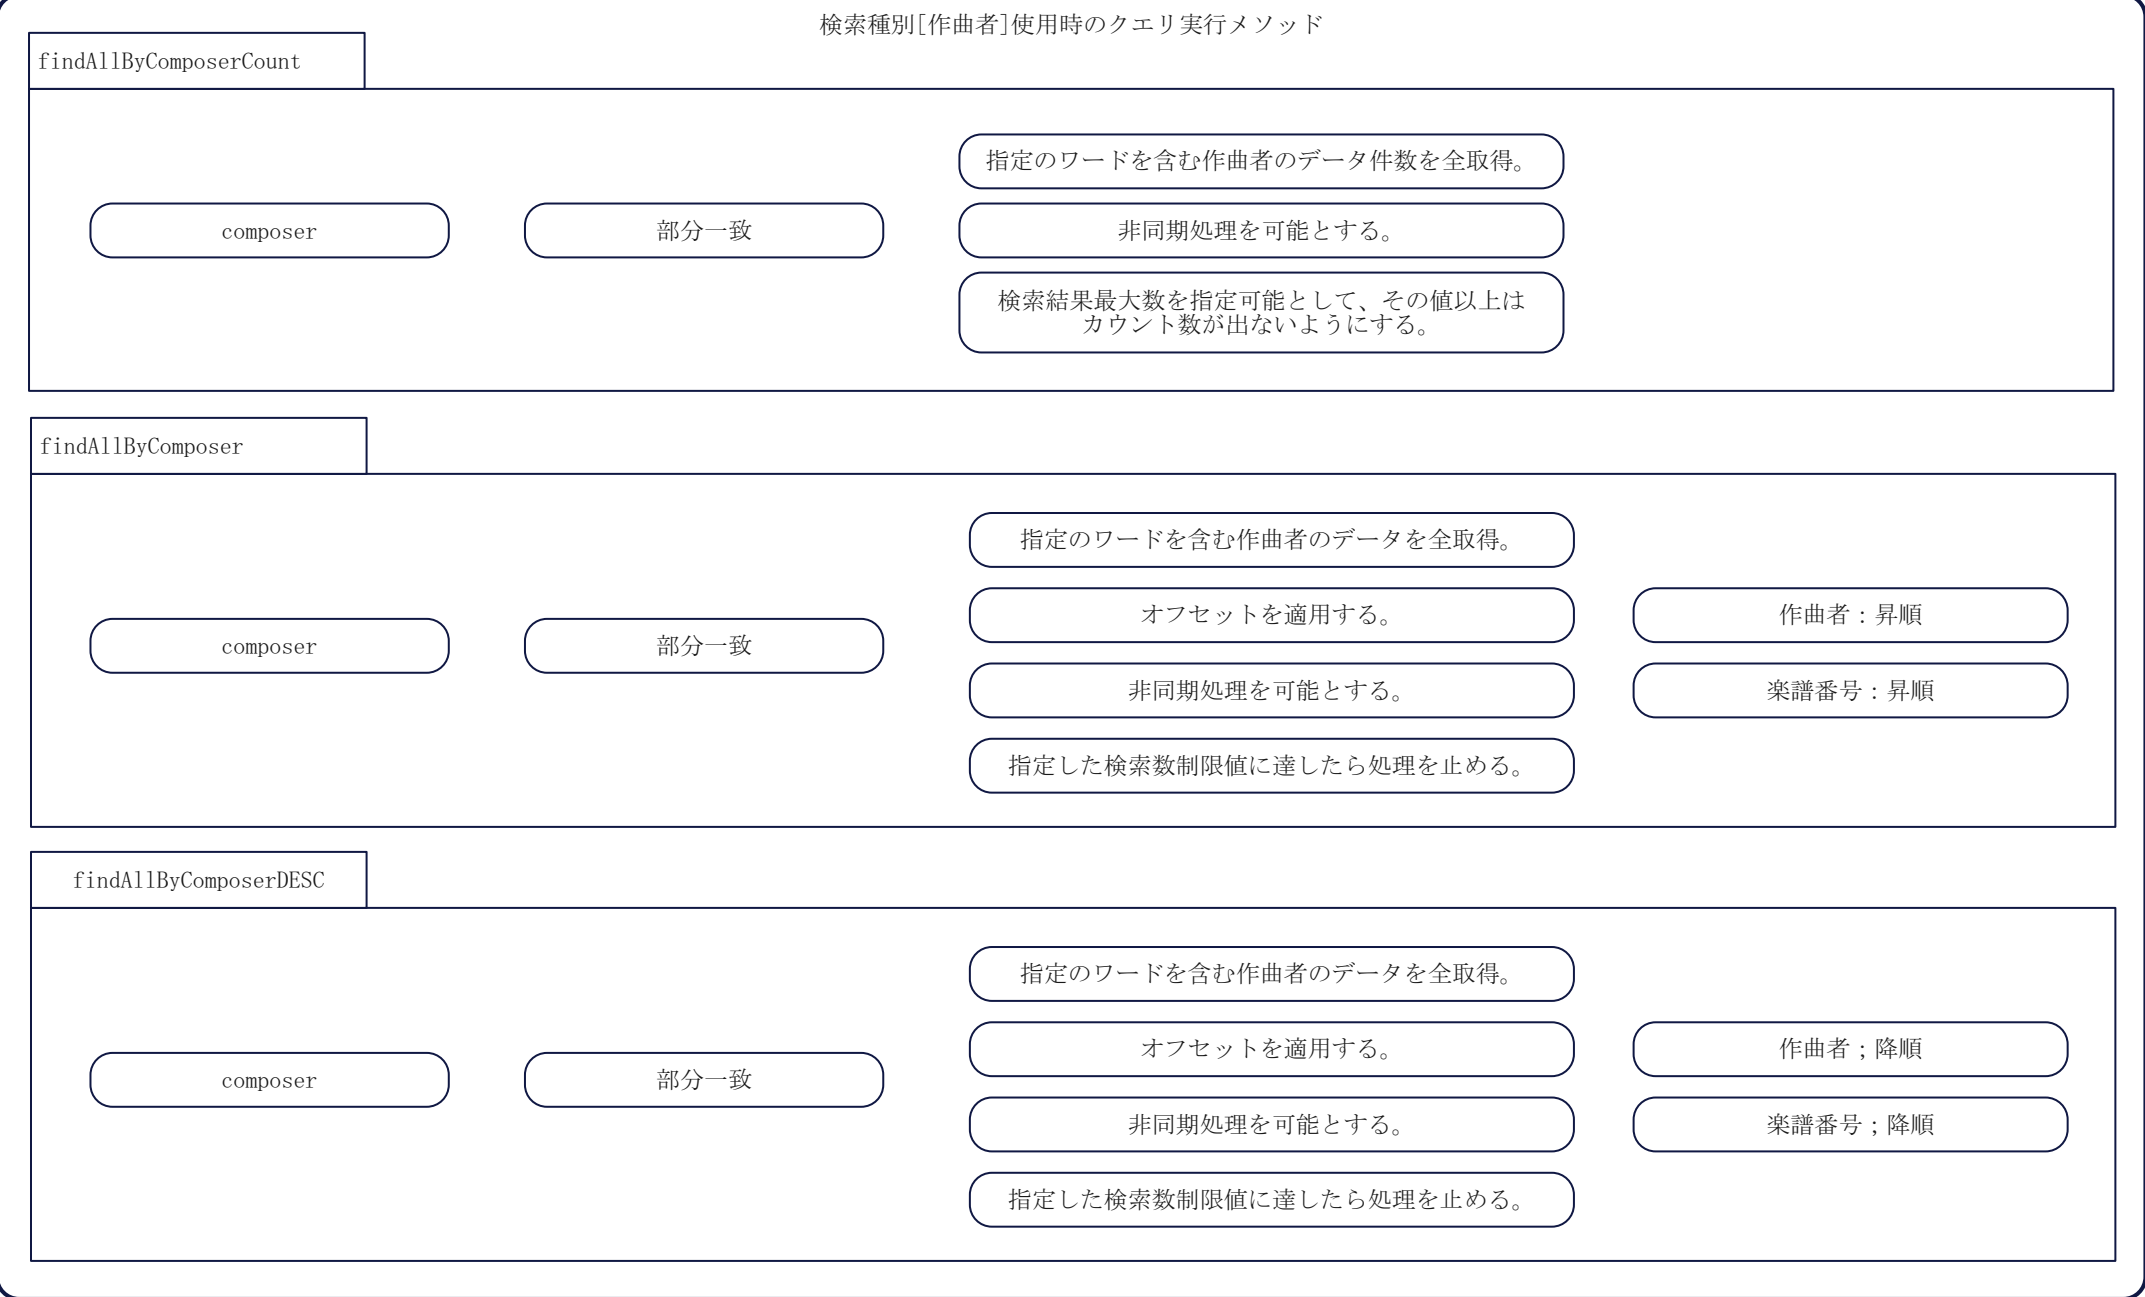 検索種別[作曲者]使用時のクエリ実行メソッド
findAllByComposerCount
composer
部分一致
指定のワードを含む作曲者のデータ件数を全取得。
非同期処理を可能とする。
検索結果最大数を指定可能として、その値以上は
カウント数が出ないようにする。
findAllByComposer
composer
部分一致
指定のワードを含む作曲者のデータを全取得。
オフセットを適用する。
非同期処理を可能とする。
指定した検索数制限値に達したら処理を止める。
作曲者：昇順
楽譜番号：昇順
findAllByComposerDESC
composer
部分一致
指定のワードを含む作曲者のデータを全取得。
オフセットを適用する。
非同期処理を可能とする。
指定した検索数制限値に達したら処理を止める。
作曲者；降順
楽譜番号；降順